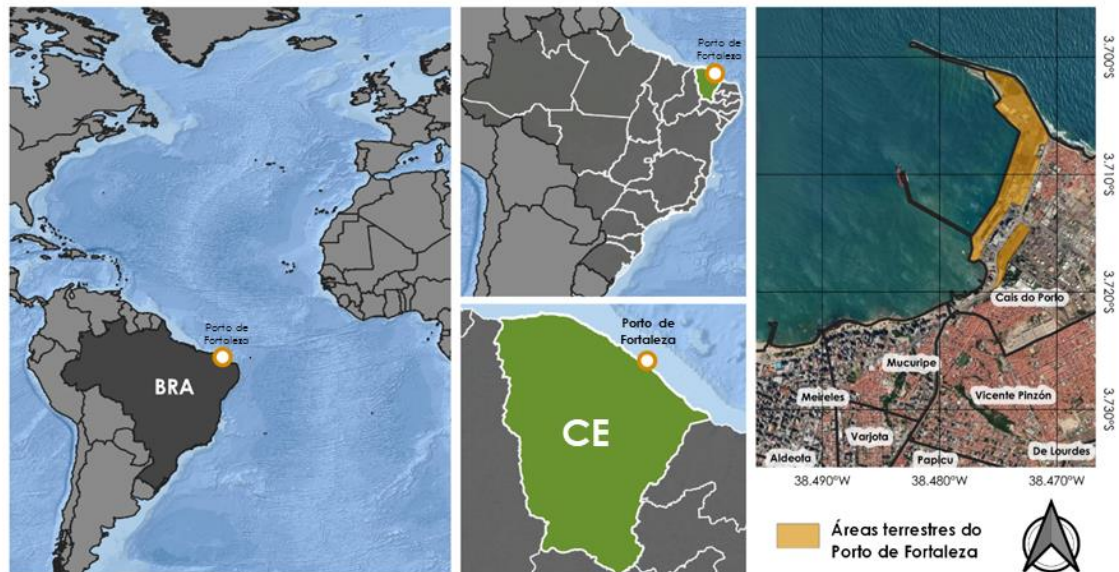 Porto de
Fortaleza
BRA
Porto de
Fortaleza
Porto de
Fortaleza
CE
3.700°S
3.710°S
3.720°S
3.730°S
Cais do Porto
Mucuripe
Meireles
Vicente Pinzón
Varjota
Aldeota
Papicu
De Lourdes
38.490°W
38.480°W
38.470°W
Áreas terrestres do
Porto de Fortaleza